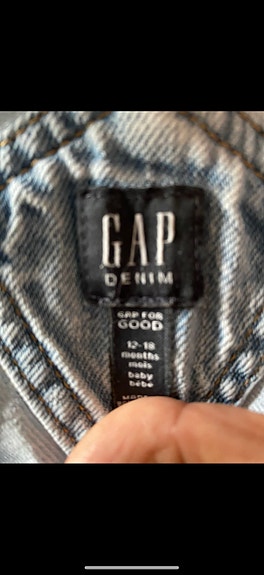 GAP
DENIM
GAP FOR
GOOD
12-18
months
mois
baby
bébé